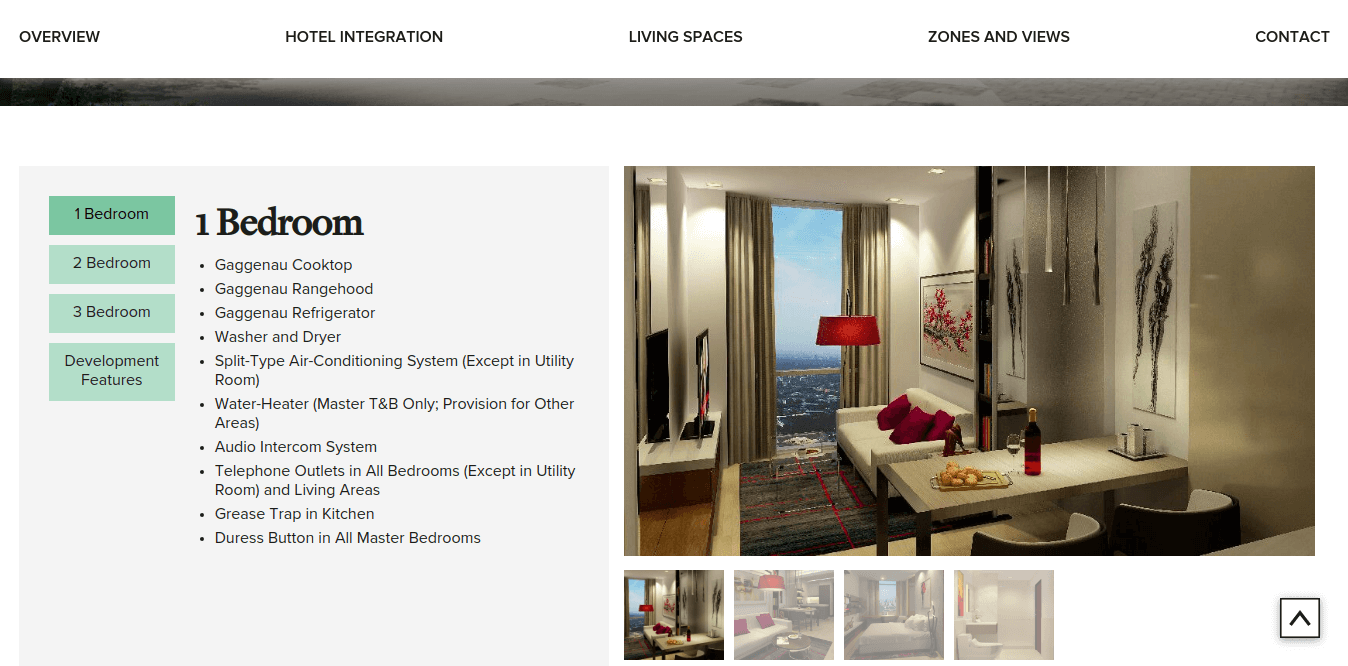 OVERVIEW
HOTEL INTEGRATION
LIVING SPACES
ZONES AND VIEWS
CONTACT
1 Bedroom
2 Bedroom
3 Bedroom
Development
Features
1 Bedroom
Gaggenau Cooktop
Gaggenau Rangehood
Gaggenau Refrigerator
Washer and Dryer
Split-Type Air-Conditioning System (Except in Utility
Room)
Water-Heater (Master T&B Only; Provision for Other
Areas)
Audio Intercom System
Telephone Outlets in All Bedrooms (Except in Utility
Room) and Living Areas
Grease Trap in Kitchen
Duress Button in All Master Bedrooms